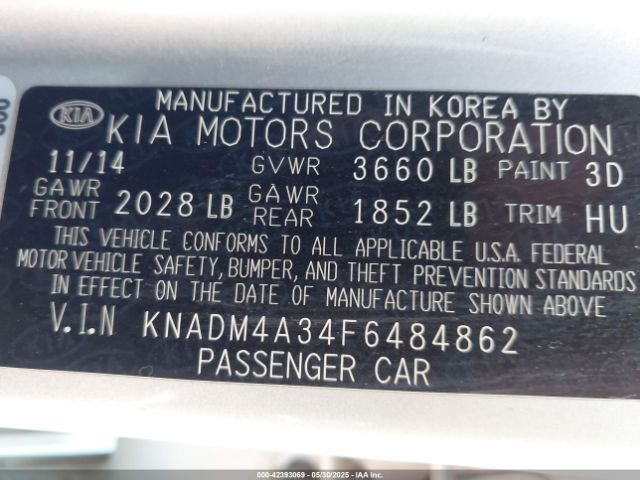 MANUFACTURED IN KOREA BY
KIA KIA MOTORS CORPORATION
11/14 GVWR 3660 LB PAINT 3D
GAWR FRONT 2028 LB GAWR REAR 1852 LB TRIM HU
THIS VEHICLE CONFORMS TO ALL APPLICABLE U.S.A. FEDERAL
MOTOR VEHICLE SAFETY, BUMPER, AND THEFT PREVENTION STANDARDS
IN EFFECT ON THE DATE OF MANUFACTURE SHOWN ABOVE
V.I.N KNADM4A34F6484862
PASSENGER CAR
000-42393069 - 05/30/2025 - IAAI.COM